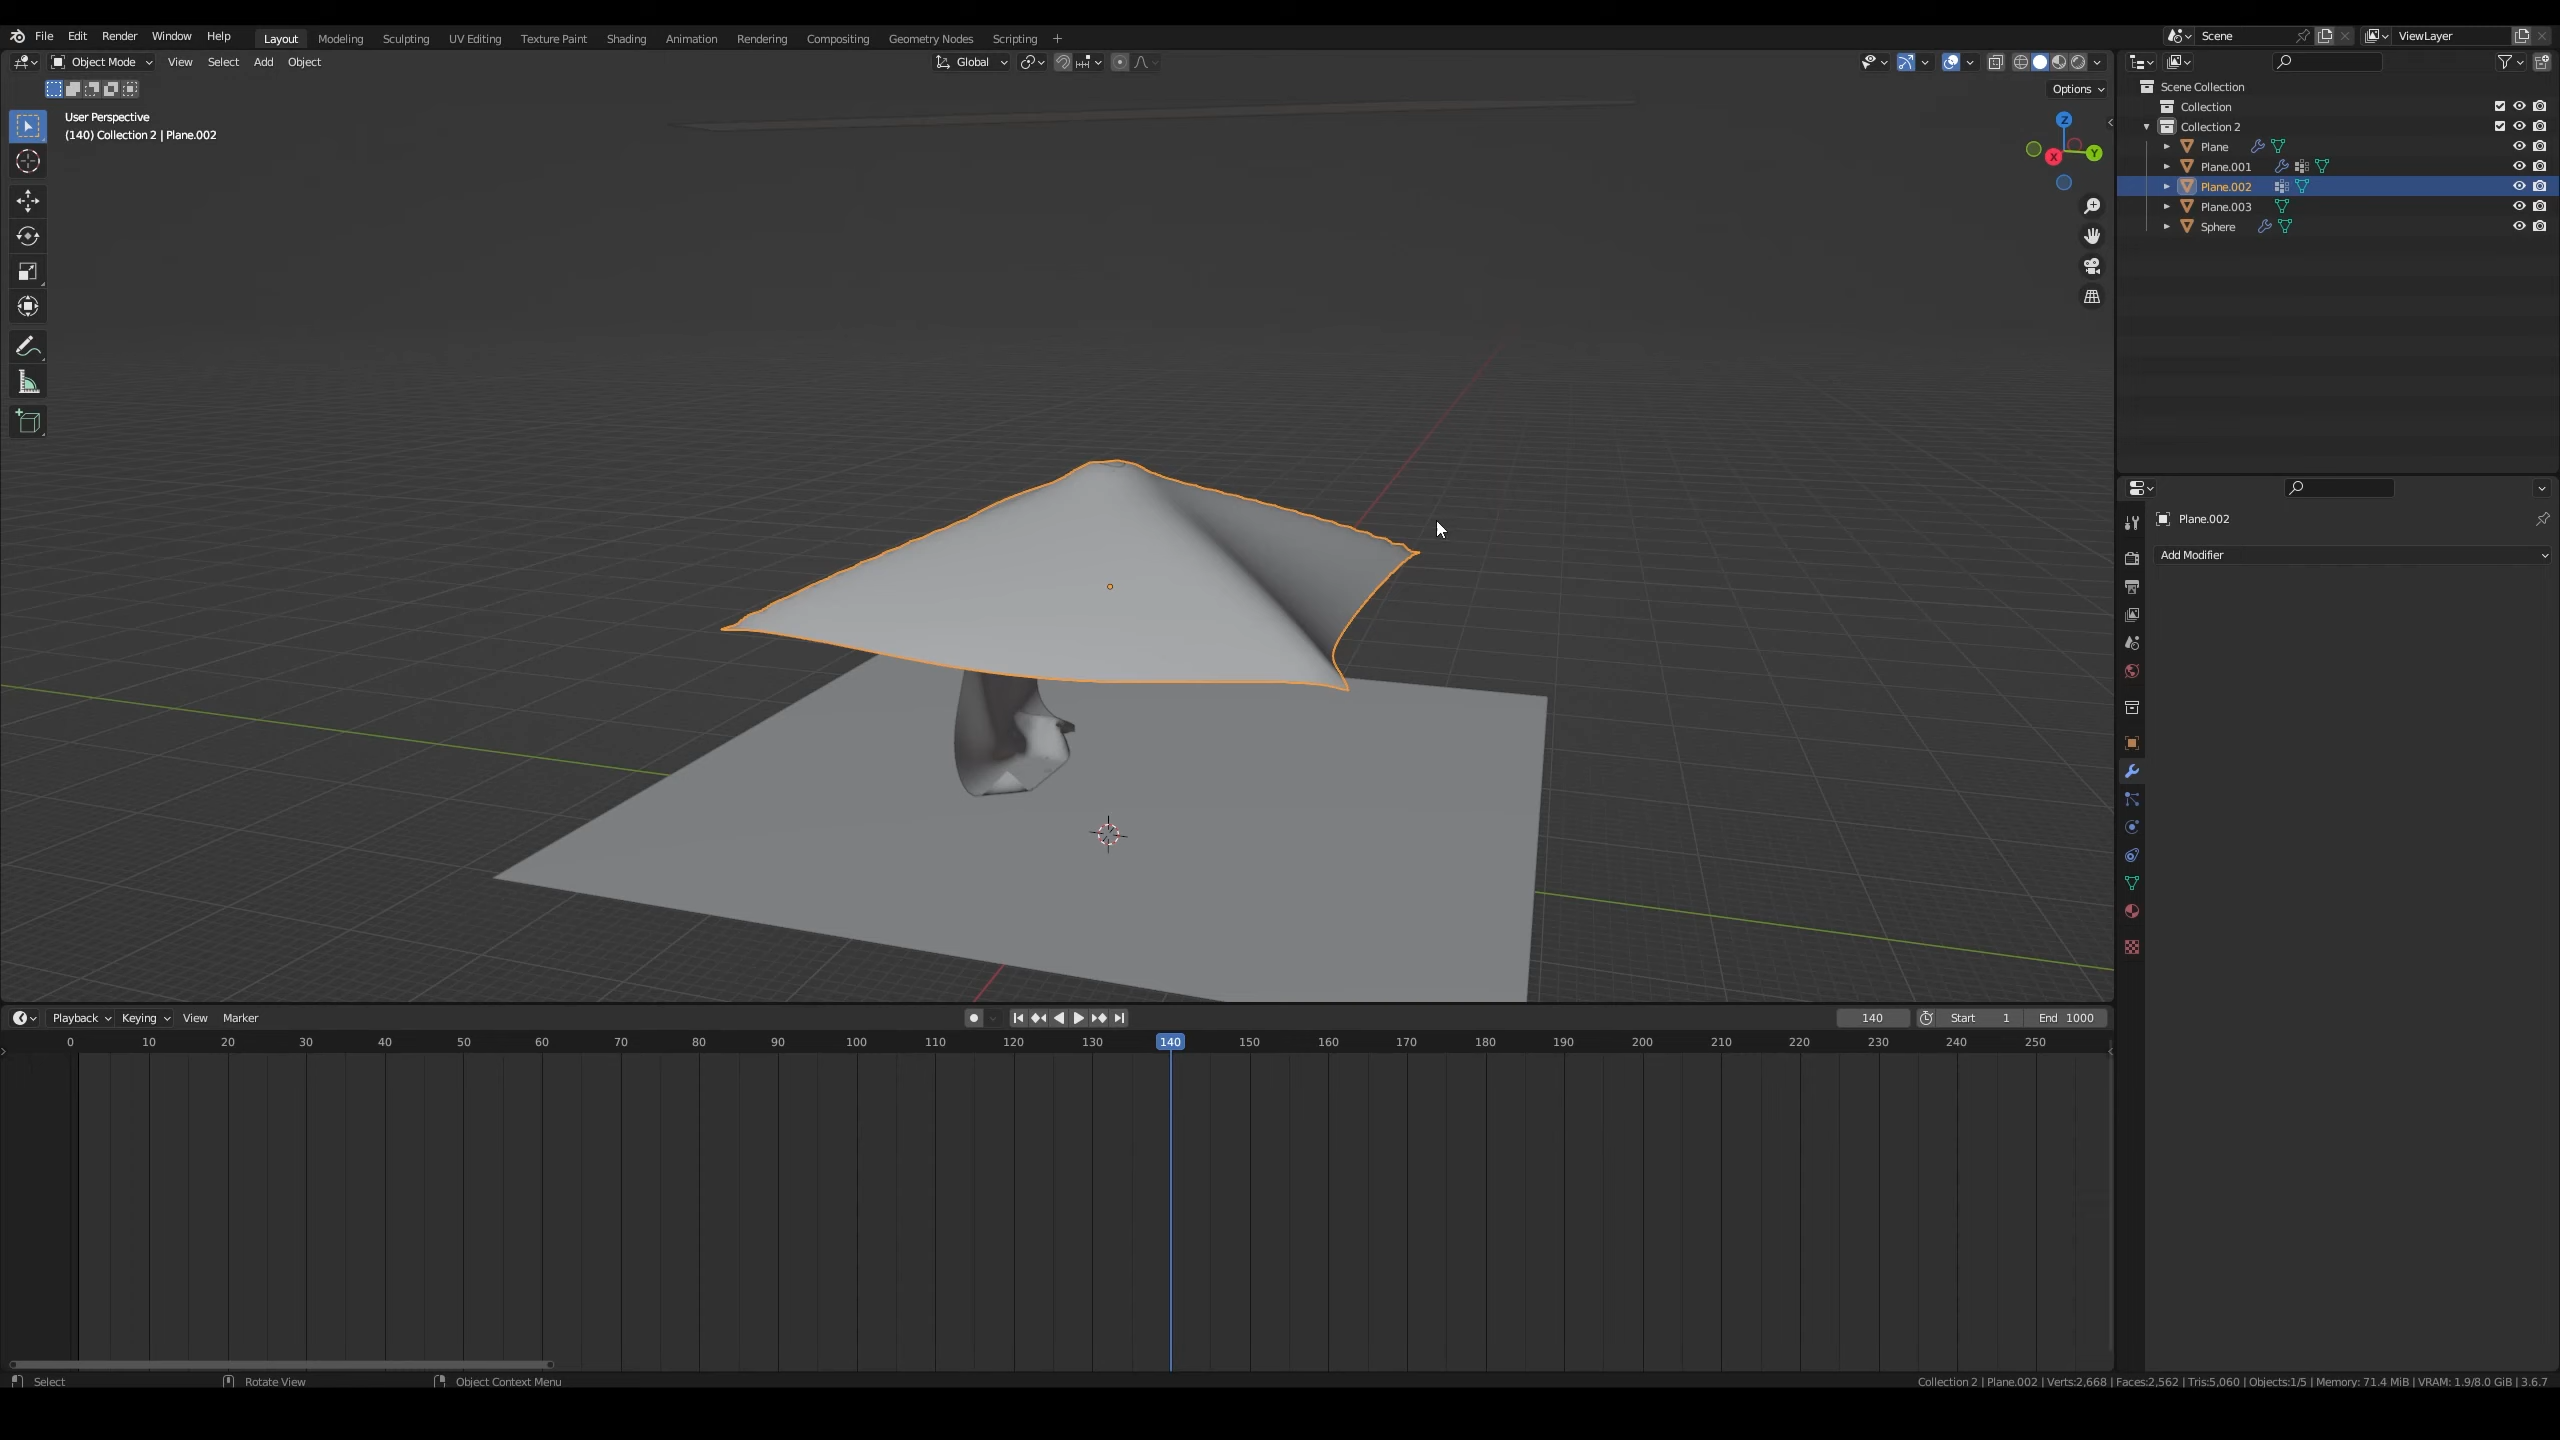 File Edit Render Window Help Layout Modeling Sculpting UV Editing Texture Paint Shading Animation Rendering Compositing Geometry Nodes Scripting + Scene ViewLayer
Object Mode View Select Add Object Global
Options
User Perspective
(140) Collection 2 | Plane.002
Z
X
Y
Scene Collection
Collection
Collection 2
Plane
Plane.001
Plane.002
Plane.003
Sphere
Plane.002
Add Modifier
Playback Keying View Marker 140 Start 1 End 1000
0 10 20 30 40 50 60 70 80 90 100 110 120 130 140 150 160 170 180 190 200 210 220 230 240 250
Select Rotate View Object Context Menu Collection 2 | Plane.002 | Verts:2,668 | Faces:2,562 | Tris:5,060 | Objects:1/5 | Memory: 71.4 MiB | VRAM: 1.9/8.0 GiB | 3.6.7